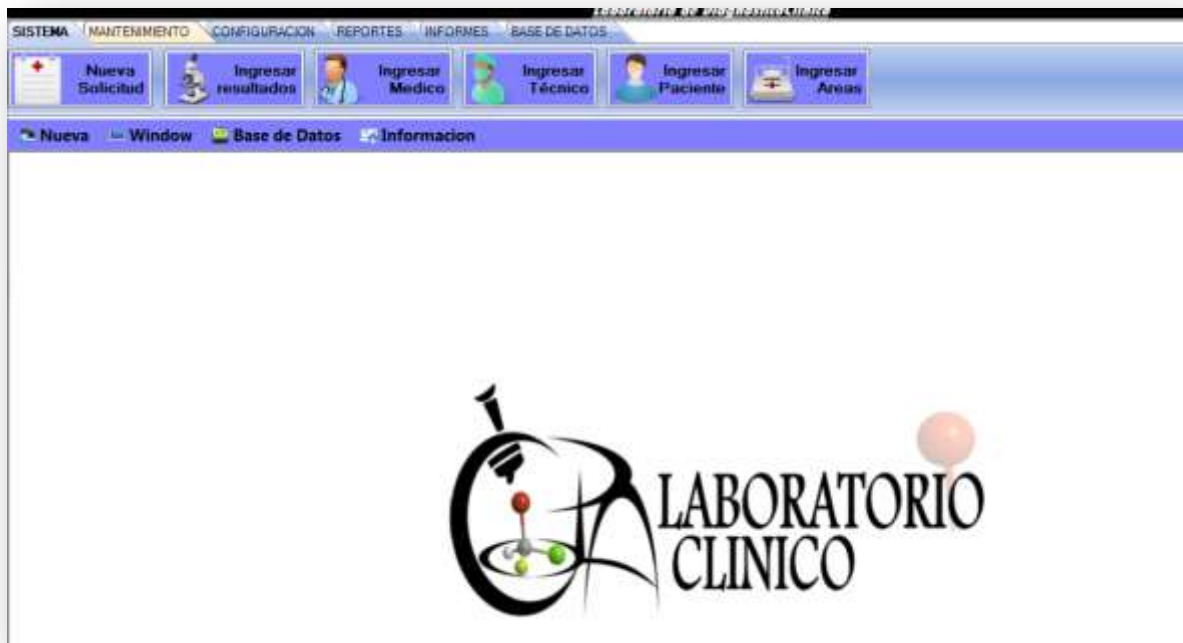 SISTEMA MANTENIMIENTO CONFIGURACION REPORTES INFORMES BASE DE DATOS
Nueva Solicitud
Ingresar resultados
Ingresar Medico
Ingresar Técnico
Ingresar Paciente
Ingresar Areas
Nueva Window Base de Datos Informacion
LABORATORIO
CLINICO